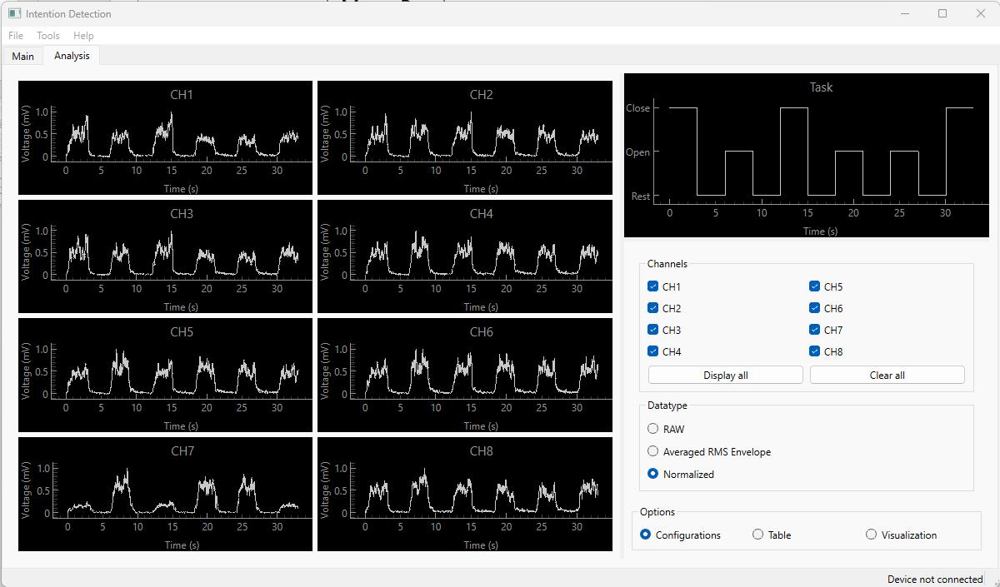 Intention Detection
File Tools Help
Main Analysis
CH1
Voltage (mV)
1.0
0.5
0
0 5 10 15 20 25 30
Time (s)
CH2
Voltage (mV)
1.0
0.5
0
0 5 10 15 20 25 30
Time (s)
CH3
Voltage (mV)
1.0
0.5
0
0 5 10 15 20 25 30
Time (s)
CH4
Voltage (mV)
1.0
0.5
0
0 5 10 15 20 25 30
Time (s)
CH5
Voltage (mV)
1.0
0.5
0
0 5 10 15 20 25 30
Time (s)
CH6
Voltage (mV)
1.0
0.5
0
0 5 10 15 20 25 30
Time (s)
CH7
Voltage (mV)
1.0
0.5
0
0 5 10 15 20 25 30
Time (s)
CH8
Voltage (mV)
1.0
0.5
0
0 5 10 15 20 25 30
Time (s)
Task
Close
Open
Rest
0 5 10 15 20 25 30
Time (s)
Channels
CH1 CH5
CH2 CH6
CH3 CH7
CH4 CH8
Display all Clear all
Datatype
RAW
Averaged RMS Envelope
Normalized
Options
Configurations Table Visualization
Device not connected